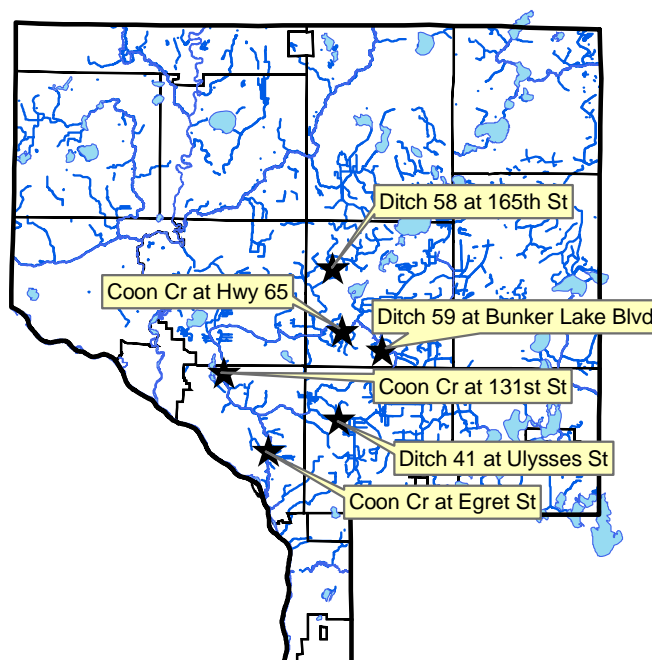 Ditch 58 at 165th St
Coon Cr at Hwy 65
Ditch 59 at Bunker Lake Blvd
Coon Cr at 131st St
Ditch 41 at Ulysses St
Coon Cr at Egret St